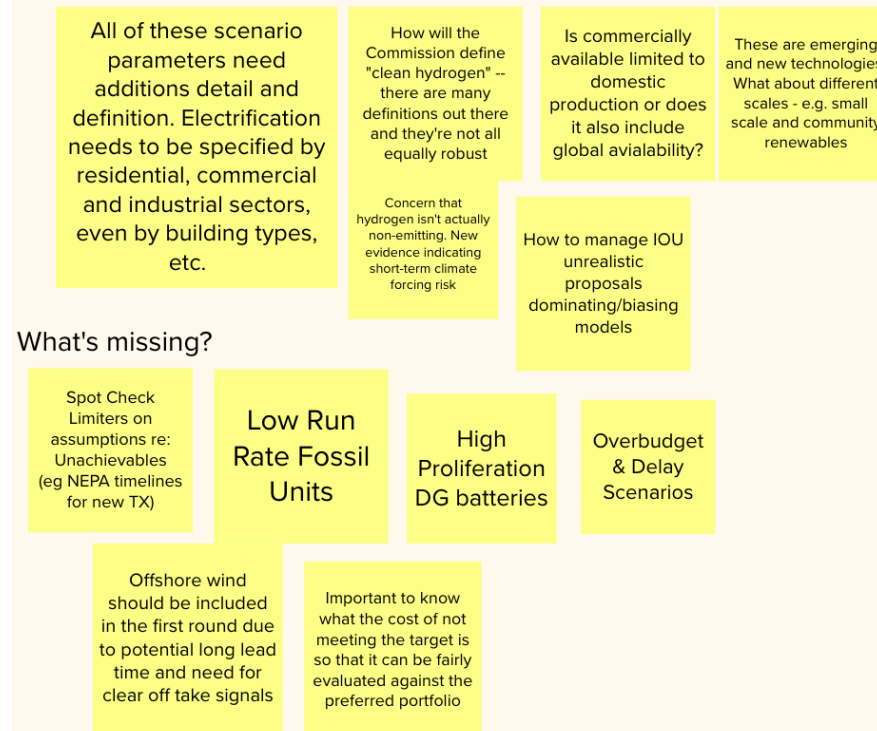 All of these scenario
parameters need
additions detail and
definition. Electrification
needs to be specified by
residential, commercial
and industrial sectors,
even by building types,
etc.
How will the
Commission define
"clean hydrogen" --
there are many
definitions out there
and they're not all
equally robust
Is commercially
available limited to
domestic
production or does
it also include
global avialability?
These are emerging
and new technologies
What about different
scales - e.g. small
scale and community
renewables
Concern that
hydrogen isn't actually
non-emitting. New
evidence indicating
short-term climate
forcing risk
How to manage IOU
unrealistic
proposals
dominating/biasing
models
What's missing?
Spot Check
Limiters on
assumptions re:
Unachievables
(eg NEPA timelines
for new TX)
Low Run
Rate Fossil
Units
High
Proliferation
DG batteries
Overbudget
& Delay
Scenarios
Offshore wind
should be included
in the first round due
to potential long lead
time and need for
clear off take signals
Important to know
what the cost of not
meeting the target is
so that it can be fairly
evaluated against the
preferred portfolio